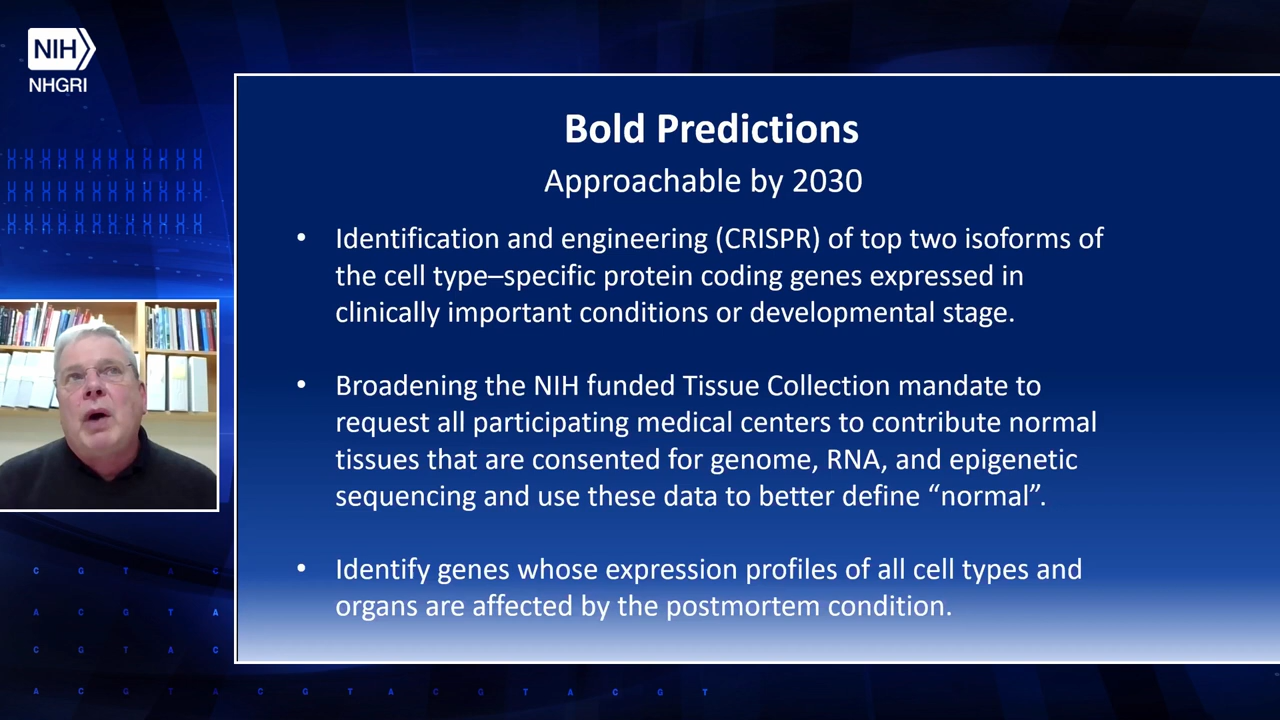 NIH
NHGRI
Bold Predictions
Approachable by 2030
• Identification and engineering (CRISPR) of top two isoforms of
the cell type–specific protein coding genes expressed in
clinically important conditions or developmental stage.
• Broadening the NIH funded Tissue Collection mandate to
request all participating medical centers to contribute normal
tissues that are consented for genome, RNA, and epigenetic
sequencing and use these data to better define “normal”.
• Identify genes whose expression profiles of all cell types and
organs are affected by the postmortem condition.
C G T A C
A C G T A
C G T A C
A C G T A C G T A C G T A C G T